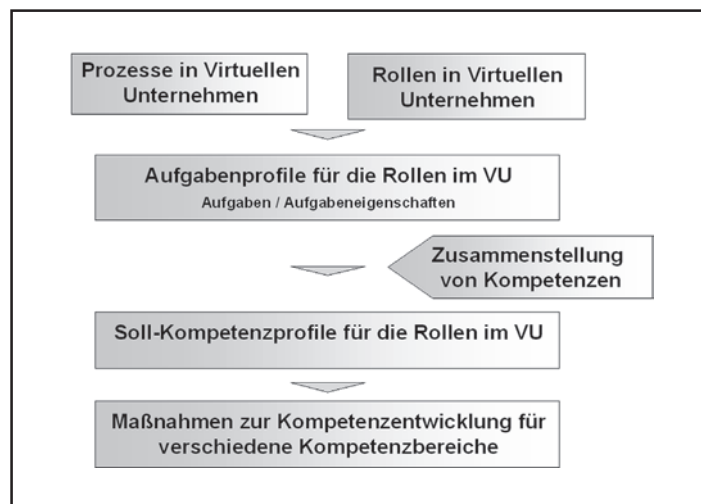 Prozesse in Virtuellen
Unternehmen
Rollen in Virtuellen
Unternehmen
Aufgabenprofile für die Rollen im VU
Aufgaben / Aufgabeneigenschaften
Zusammenstellung
von Kompetenzen
Soll-Kompetenzprofile für die Rollen im VU
Maßnahmen zur Kompetenzentwicklung für
verschiedene Kompetenzbereiche